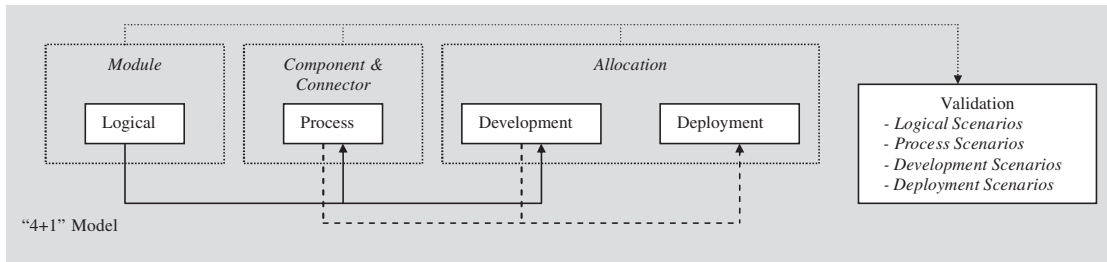 Module
Component &
Connector
Allocation
Logical
Process
Development
Deployment
Validation
- Logical Scenarios
- Process Scenarios
- Development Scenarios
- Deployment Scenarios
“4+1” Model